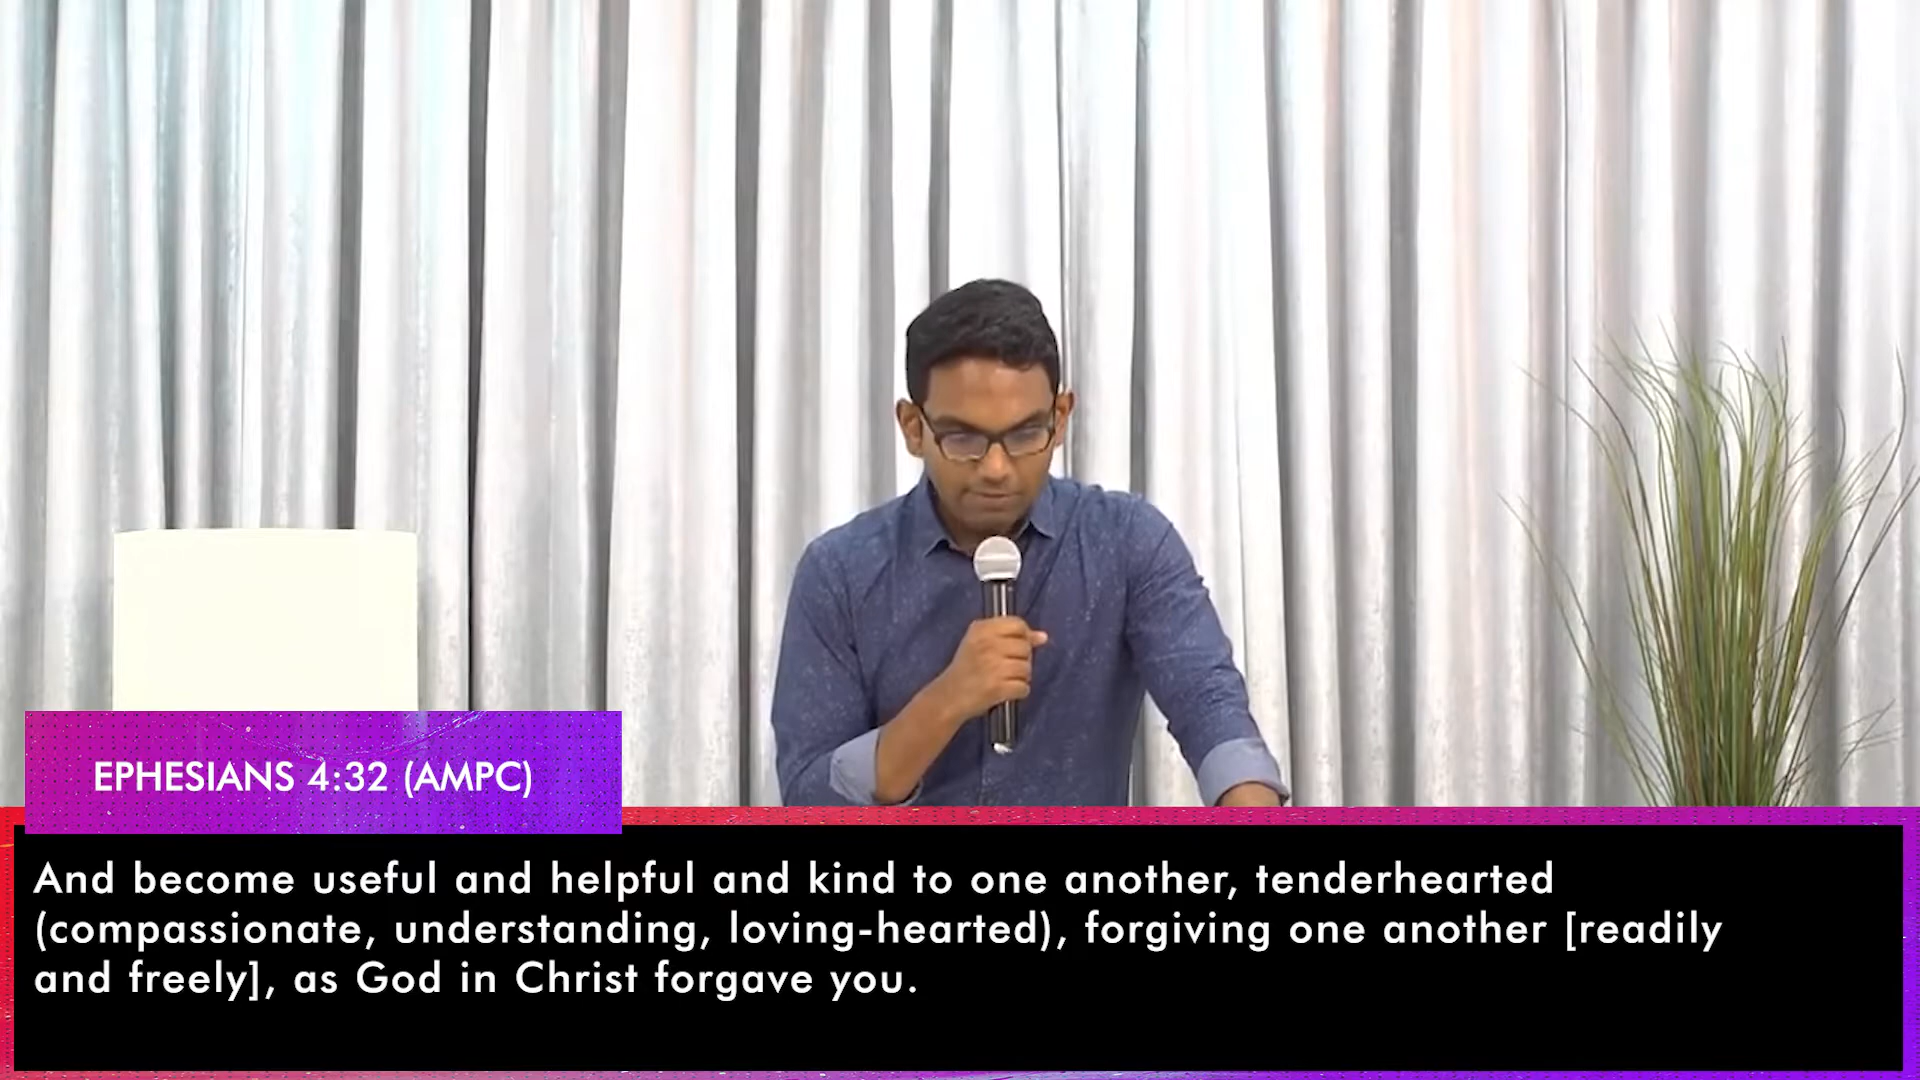 EPHESIANS 4:32 (AMPC)
And become useful and helpful and kind to one another, tenderhearted
(compassionate, understanding, loving-hearted), forgiving one another [readily
and freely], as God in Christ forgave you.